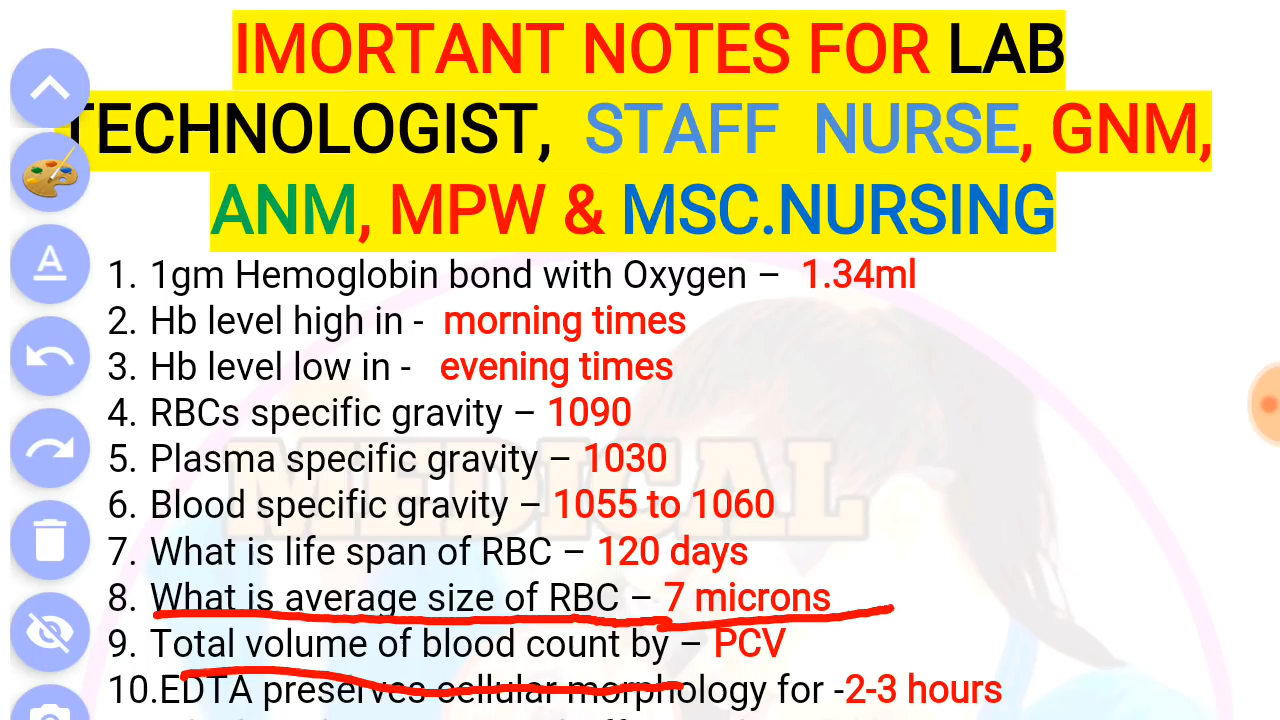 IMORTANT NOTES FOR LAB
TECHNOLOGIST, STAFF NURSE, GNM,
ANM, MPW & MSC.NURSING
1. 1gm Hemoglobin bond with Oxygen – 1.34ml
2. Hb level high in - morning times
3. Hb level low in - evening times
4. RBCs specific gravity – 1090
5. Plasma specific gravity – 1030
6. Blood specific gravity – 1055 to 1060
7. What is life span of RBC – 120 days
8. What is average size of RBC – 7 microns
9. Total volume of blood count by – PCV
10.EDTA preserves cellular morphology for -2-3 hours
MEDICAL